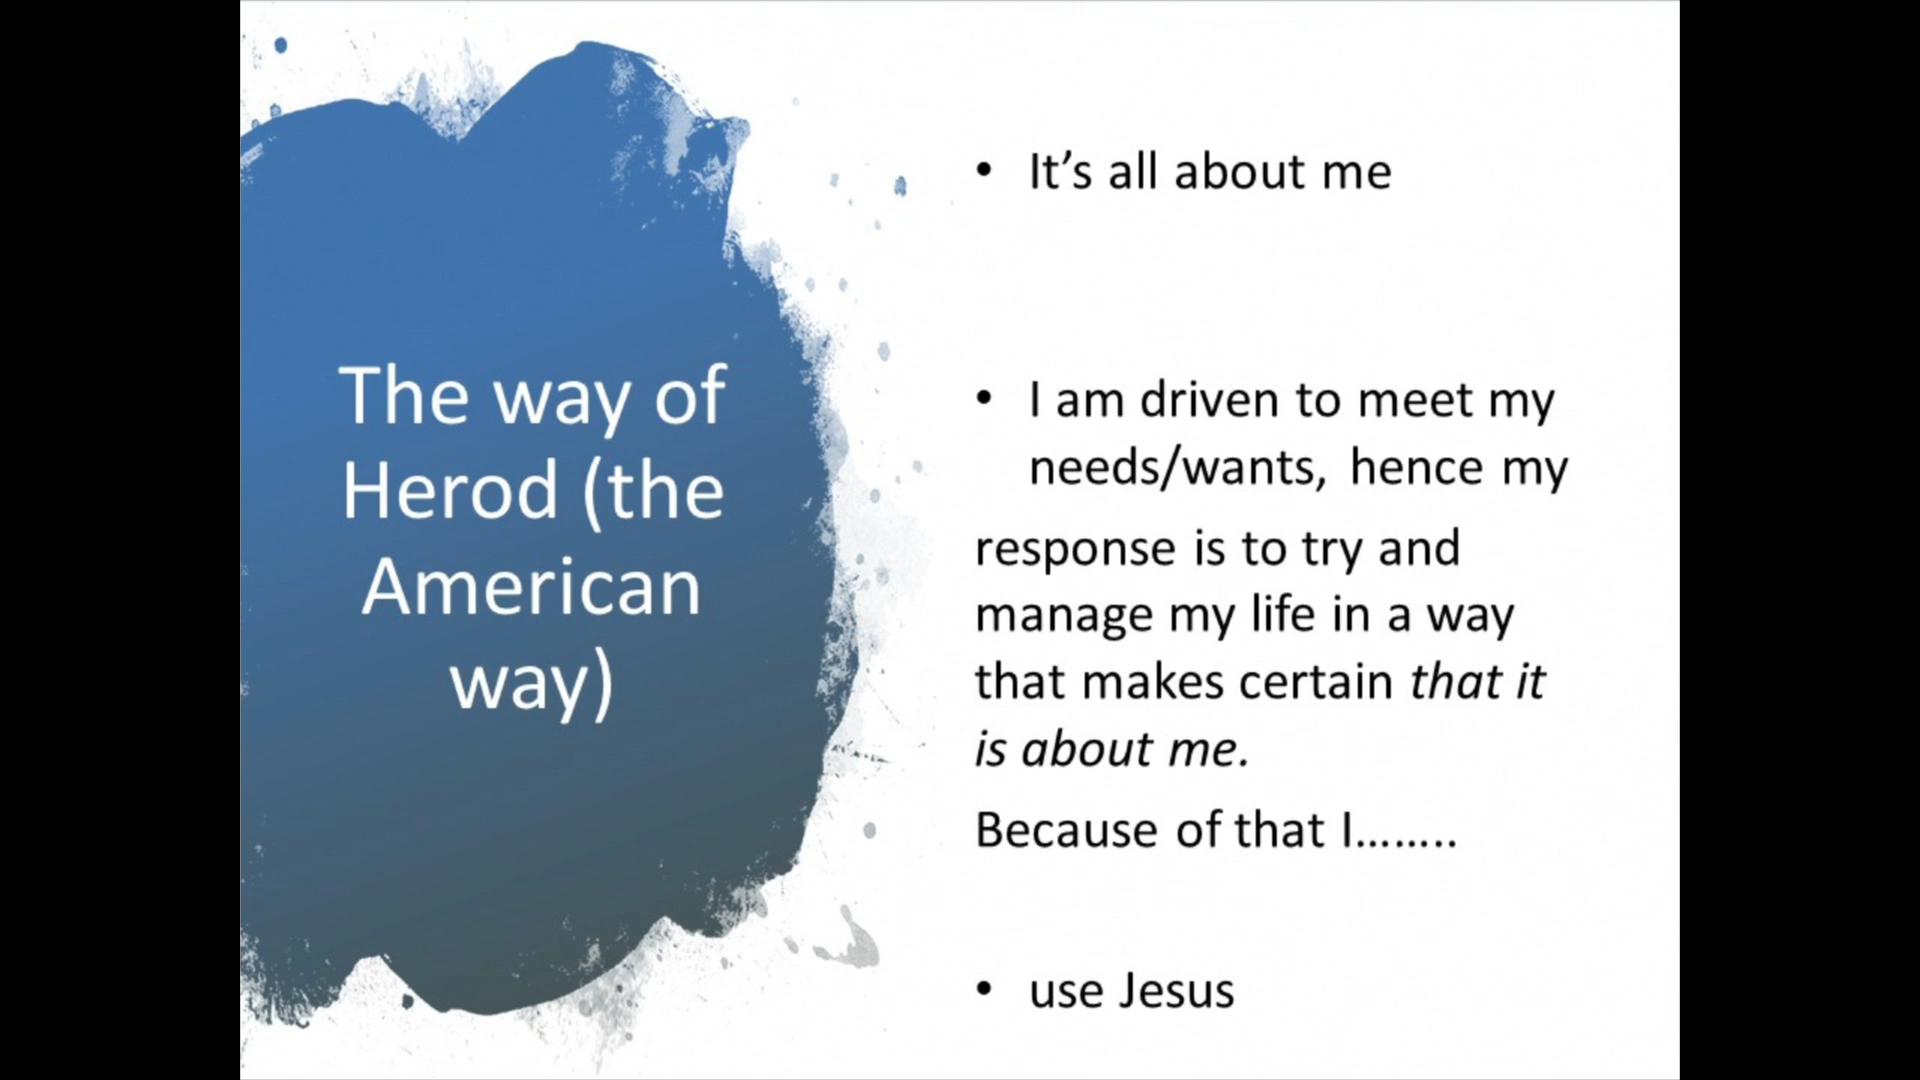 The way of
Herod (the
American
way)
• It’s all about me
• I am driven to meet my
needs/wants, hence my
response is to try and
manage my life in a way
that makes certain that it
is about me.
Because of that I……..
• use Jesus